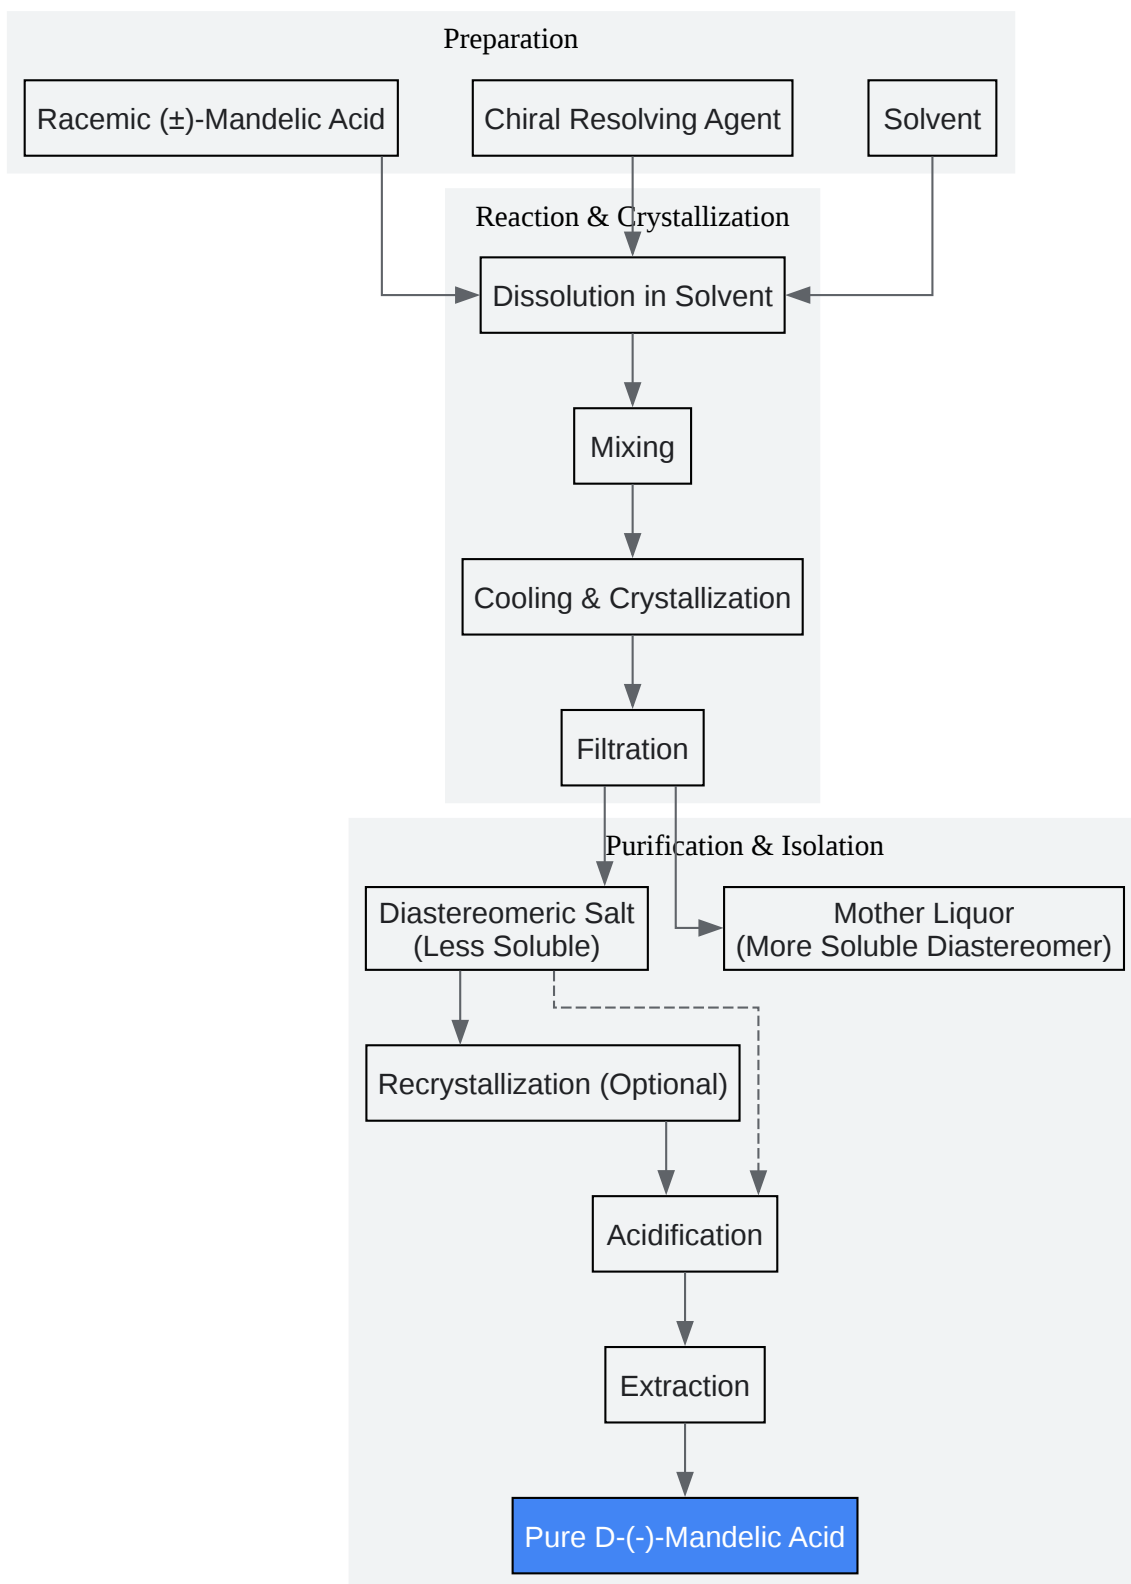 Preparation
Racemic (±)-Mandelic Acid
Chiral Resolving Agent
Solvent
Reaction & Crystallization
Dissolution in Solvent
Mixing
Cooling & Crystallization
Filtration
Purification & Isolation
Diastereomeric Salt
(Less Soluble)
Mother Liquor
(More Soluble Diastereomer)
Recrystallization (Optional)
Acidification
Extraction
Pure D-(-)-Mandelic Acid